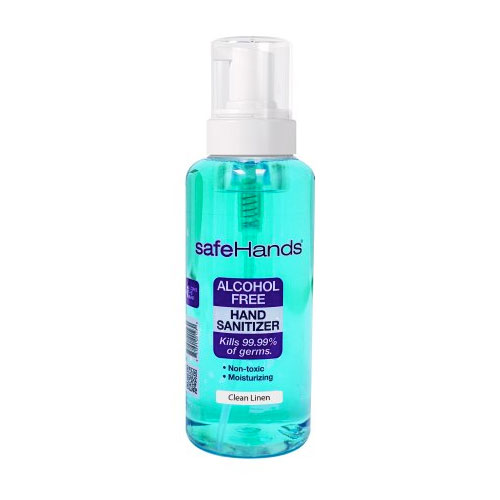 safeHands®
ALCOHOL
FREE
HAND
SANITIZER
Kills 99.99%
of germs.
• Non-toxic
• Moisturizing
Clean Linen